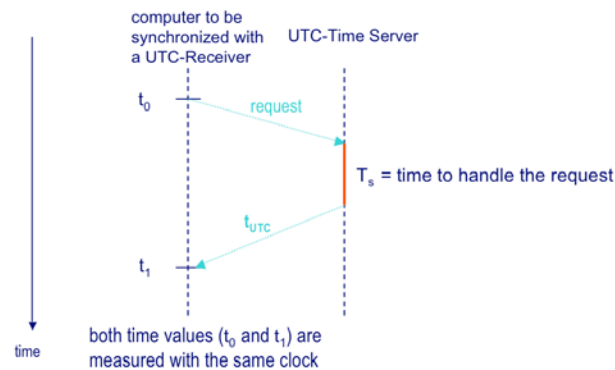 computer to be
synchronized with
a UTC-Receiver
UTC-Time Server
t₀
request
Tₛ = time to handle the request
t_UTC
t₁
both time values (t₀ and t₁) are
measured with the same clock
time